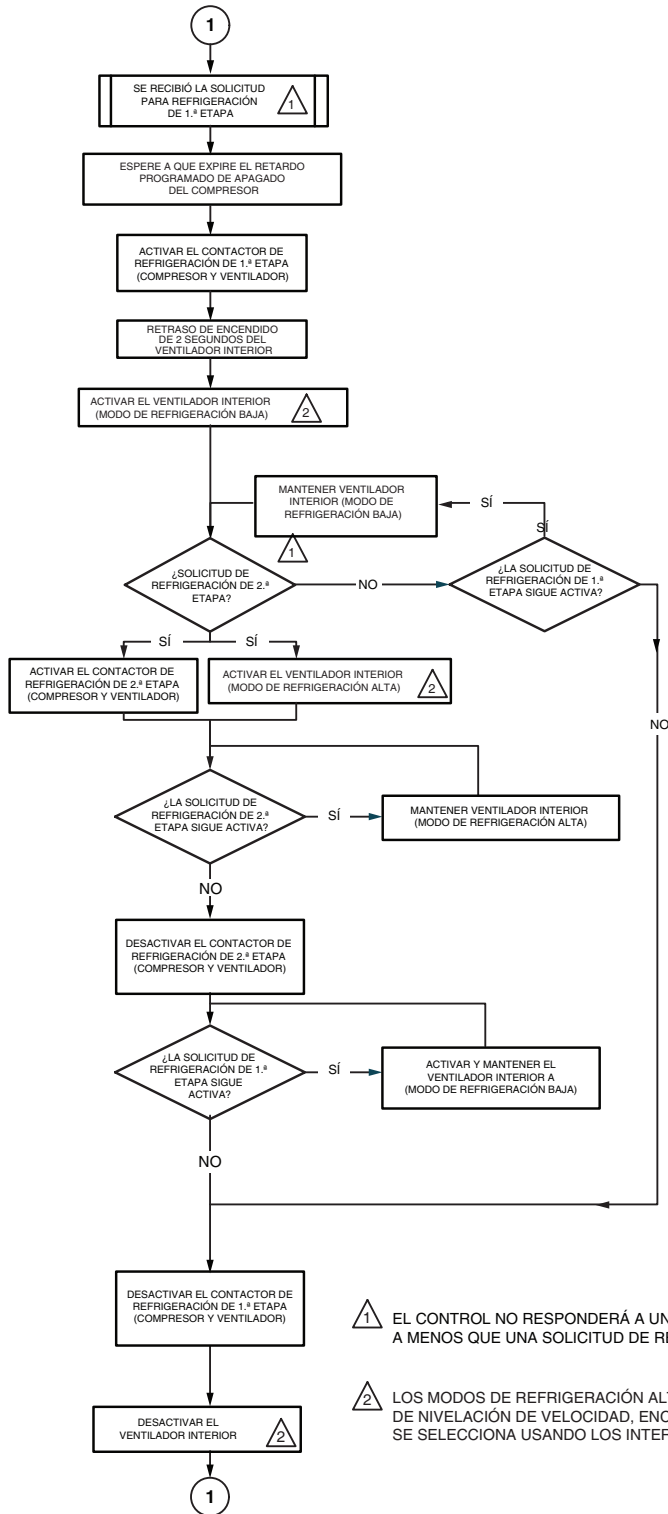 1
SE RECIBIÓ LA SOLICITUD
PARA REFRIGERACIÓN
DE 1.ª ETAPA
1
ESPERE A QUE EXPIRE EL RETARDO
PROGRAMADO DE APAGADO
DEL COMPRESOR
ACTIVAR EL CONTACTOR DE
REFRIGERACIÓN DE 1.ª ETAPA
(COMPRESOR Y VENTILADOR)
RETRASO DE ENCENDIDO
DE 2 SEGUNDOS DEL
VENTILADOR INTERIOR
ACTIVAR EL VENTILADOR INTERIOR
(MODO DE REFRIGERACIÓN BAJA)
2
MANTENER VENTILADOR
INTERIOR (MODO DE
REFRIGERACIÓN BAJA)
SÍ
SÍ
1
¿SOLICITUD DE
REFRIGERACIÓN DE 2.ª
ETAPA?
NO
¿LA SOLICITUD DE
REFRIGERACIÓN DE 1.ª
ETAPA SIGUE ACTIVA?
SÍ
SÍ
ACTIVAR EL CONTACTOR DE
REFRIGERACIÓN DE 2.ª ETAPA
(COMPRESOR Y VENTILADOR)
ACTIVAR EL VENTILADOR INTERIOR
(MODO DE REFRIGERACIÓN ALTA)
2
NO
¿LA SOLICITUD DE
REFRIGERACIÓN DE 2.ª
ETAPA SIGUE ACTIVA?
SÍ
MANTENER VENTILADOR INTERIOR
(MODO DE REFRIGERACIÓN ALTA)
NO
DESACTIVAR EL CONTACTOR DE
REFRIGERACIÓN DE 2.ª ETAPA
(COMPRESOR Y VENTILADOR)
¿LA SOLICITUD DE
REFRIGERACIÓN DE 1.ª
ETAPA SIGUE
ACTIVA?
SÍ
ACTIVAR Y MANTENER EL
VENTILADOR INTERIOR A
(MODO DE REFRIGERACIÓN BAJA)
NO
DESACTIVAR EL CONTACTOR DE
REFRIGERACIÓN DE 1.ª ETAPA
(COMPRESOR Y VENTILADOR)
1 EL CONTROL NO RESPONDERÁ A UN
A MENOS QUE UNA SOLICITUD DE
2 LOS MODOS DE REFRIGERACIÓN
DE NIVELACIÓN DE VELOCIDAD,
SE SELECCIONA USANDO LOS
DESACTIVAR EL
VENTILADOR INTERIOR
2
1